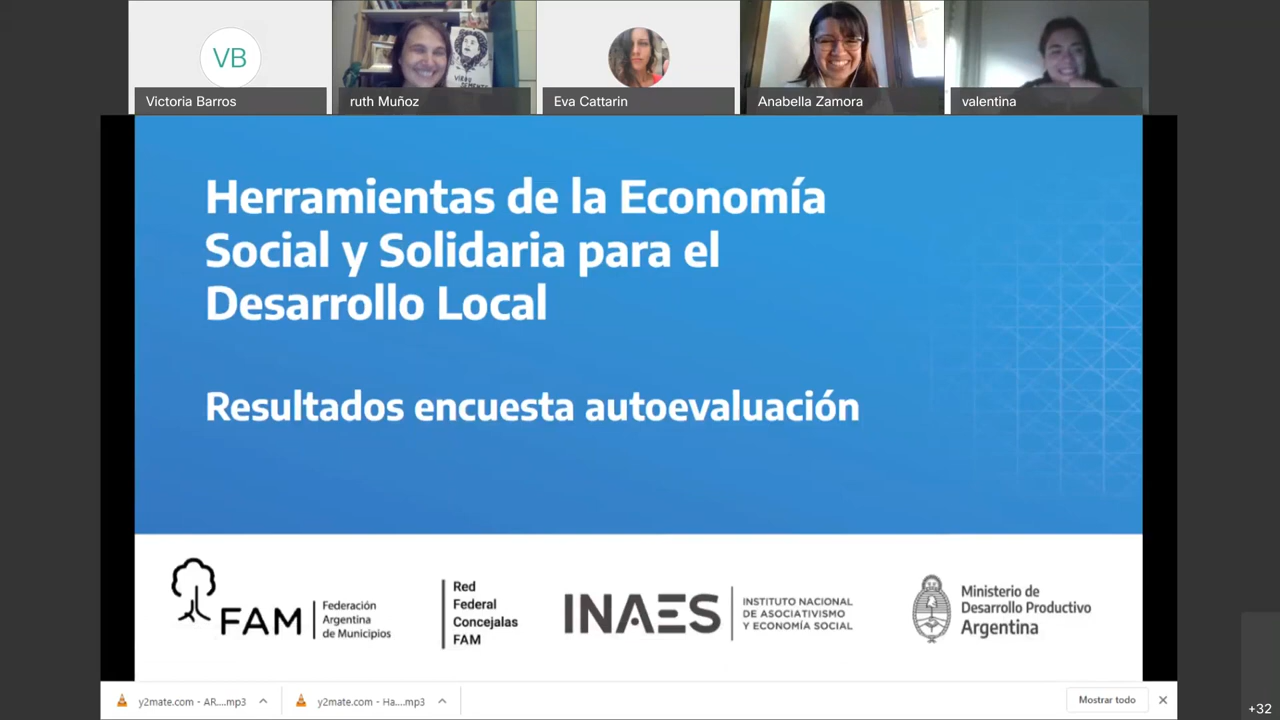 VB
Victoria Barros
ruth Muñoz
Eva Cattarin
Anabella Zamora
valentina
Herramientas de la Economía
Social y Solidaria para el
Desarrollo Local
Resultados encuesta autoevaluación
FAM
Federación
Argentina
de Municipios
Red
Federal
Concejalas
FAM
INAES
INSTITUTO NACIONAL
DE ASOCIATIVISMO
Y ECONOMÍA SOCIAL
Ministerio de
Desarrollo Productivo
Argentina
y2mate.com - AR....mp3
y2mate.com - Ha....mp3
Mostrar todo
+32